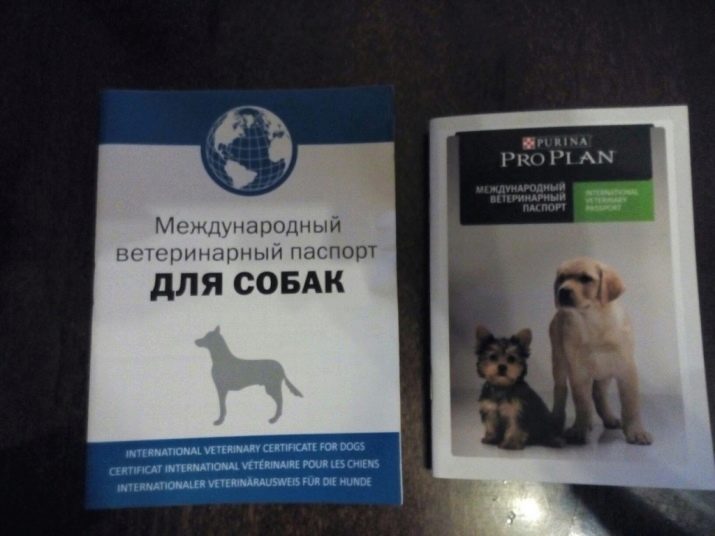 Международный
ветеринарный паспорт
ДЛЯ СОБАК
INTERNATIONAL VETERINARY CERTIFICATE FOR DOGS
CERTIFICAT INTERNATIONAL VÉTÉRINAIRE POUR LES CHIENS
INTERNATIONALER VETERINÄRAUSWEIS FÜR DIE HUNDE
PURINA
PRO PLAN
МЕЖДУНАРОДНЫЙ
ВЕТЕРИНАРНЫЙ
ПАСПОРТ
INTERNATIONAL
VETERINARY
PASSPORT